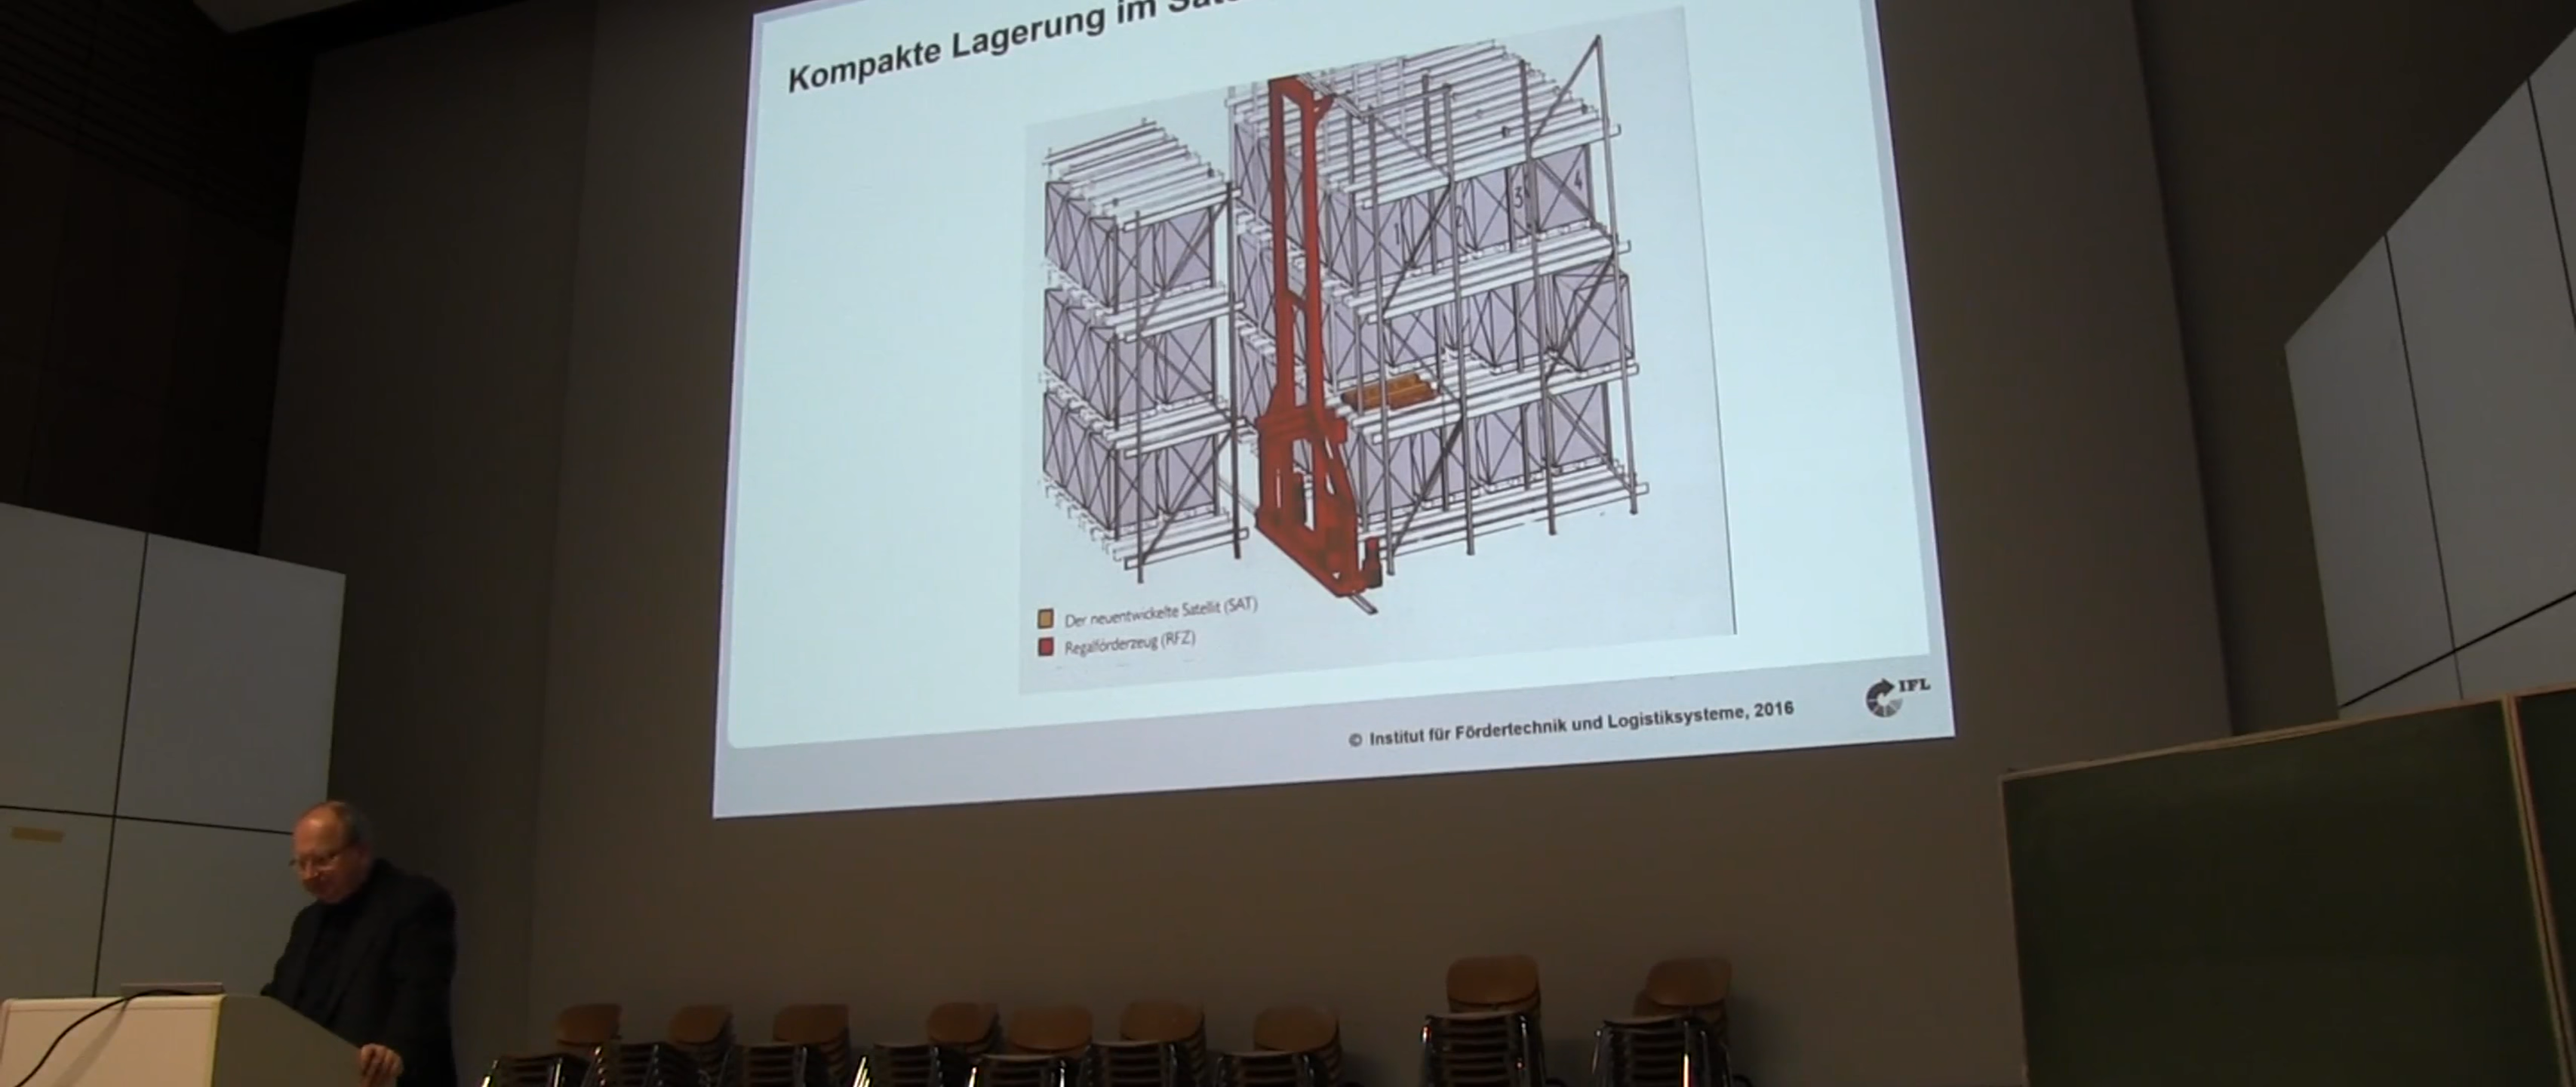 Kompakte Lagerung im
1
2
3
4
Der neuentwickelte Satellit (SAT)
Regalförderzeug (RFZ)
IFL
© Institut für Fördertechnik und Logistiksysteme, 2016